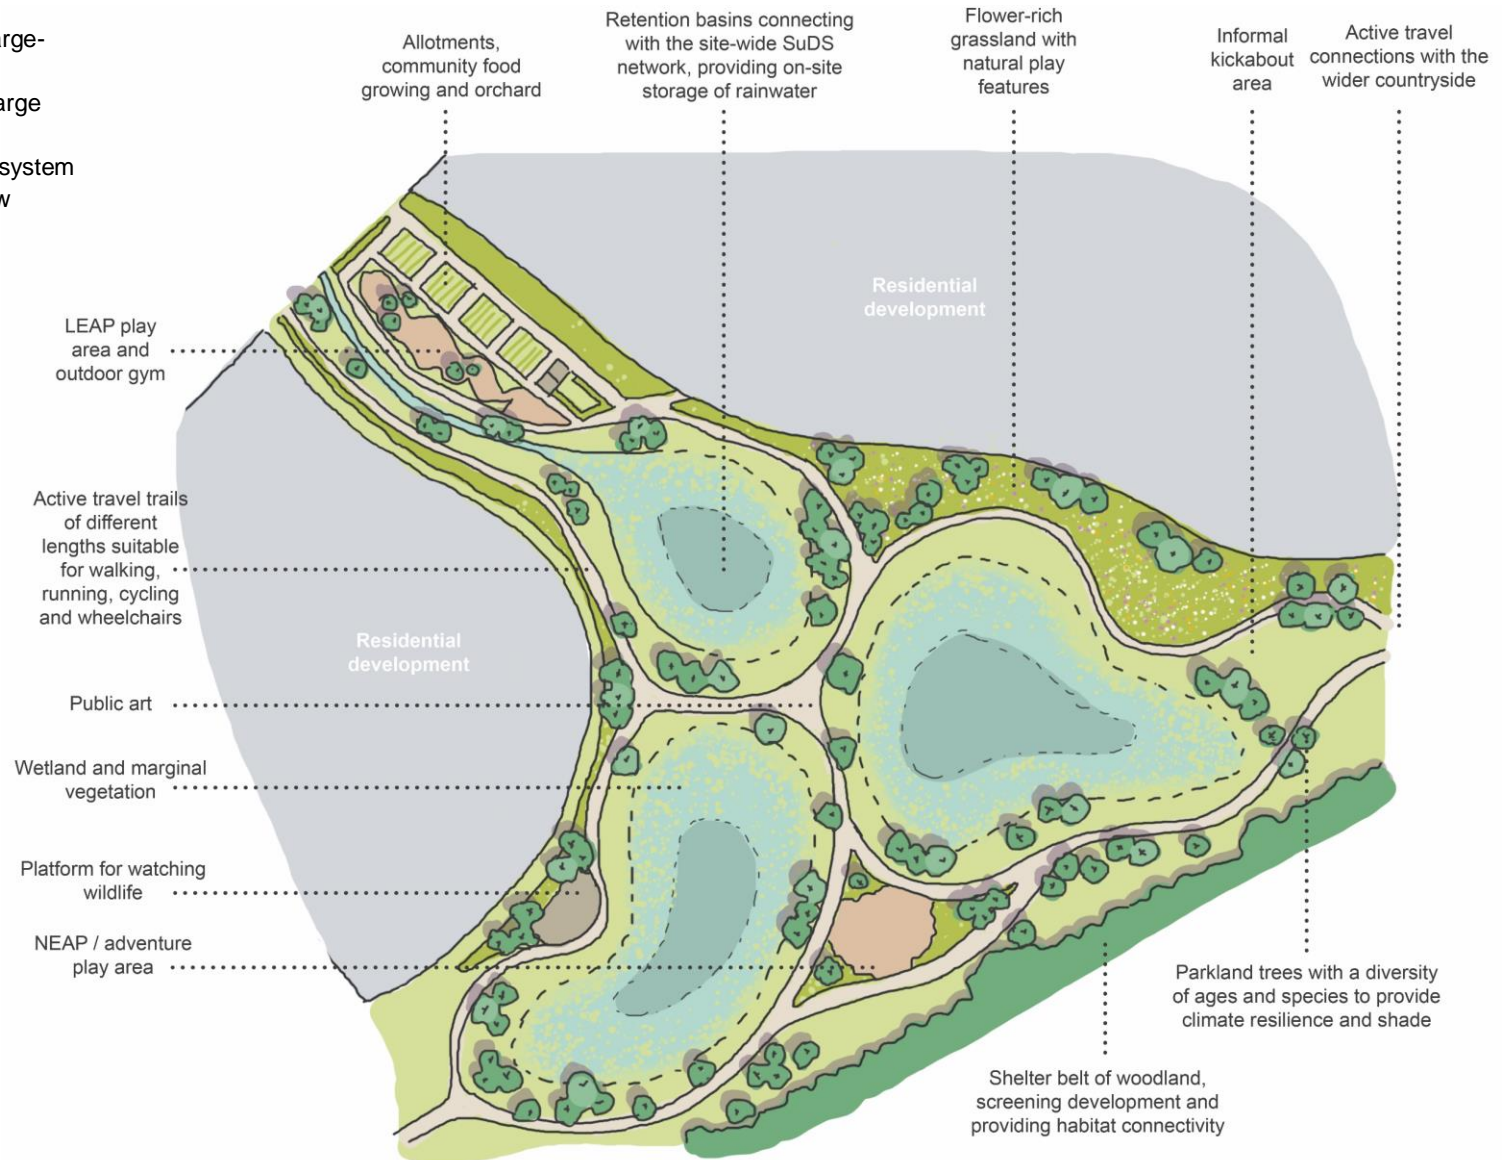 arge-
arge
system
w
Allotments,
community food
growing and orchard
Retention basins connecting
with the site-wide SuDS
network, providing on-site
storage of rainwater
Flower-rich
grassland with
natural play
features
Informal
kickabout
area
Active travel
connections with the
wider countryside
Residential
development
LEAP play
area and
outdoor gym
Active travel trails
of different
lengths suitable
for walking,
running, cycling
and wheelchairs
Residential
development
Public art
Wetland and marginal
vegetation
Platform for watching
wildlife
NEAP / adventure
play area
Parkland trees with a diversity
of ages and species to provide
climate resilience and shade
Shelter belt of woodland,
screening development and
providing habitat connectivity